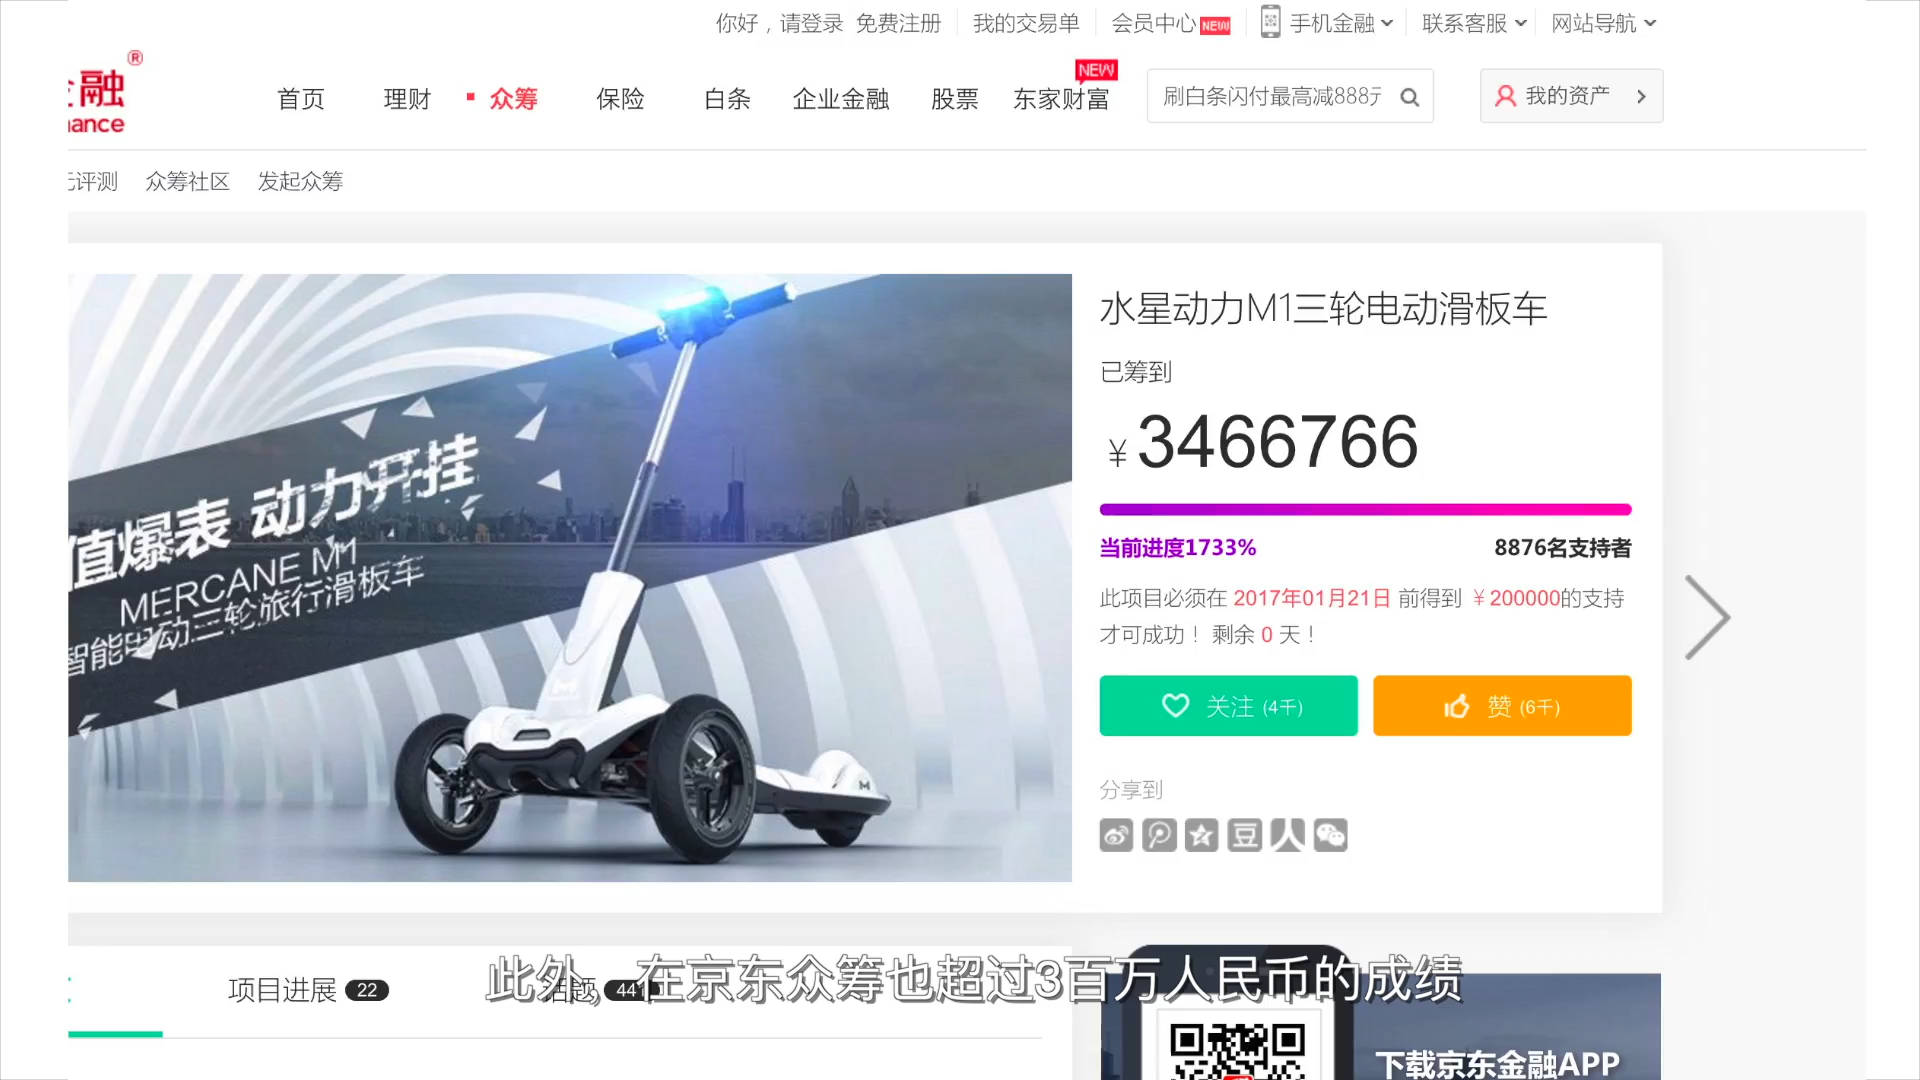 你好，请登录 免费注册 我的交易单 会员中心 NEW 手机金融 联系客服 网站导航
融®
nance
首页 理财 众筹 保险 白条 企业金融 股票 东家财富 NEW
刷白条闪付最高减888元
我的资产
评测 众筹社区 发起众筹
值爆表 动力开挂
MERCANE M1
智能电动三轮旅行滑板车
水星动力M1三轮电动滑板车
已筹到
¥3466766
当前进度1733% 8876名支持者
此项目必须在 2017年01月21日 前得到 ¥200000的支持
才可成功！ 剩余 0 天！
关注 (4千) 赞 (6千)
分享到
豆 人
项目进展 22 话题 441
此外，在京东众筹也超过3百万人民币的成绩
下载京东金融APP